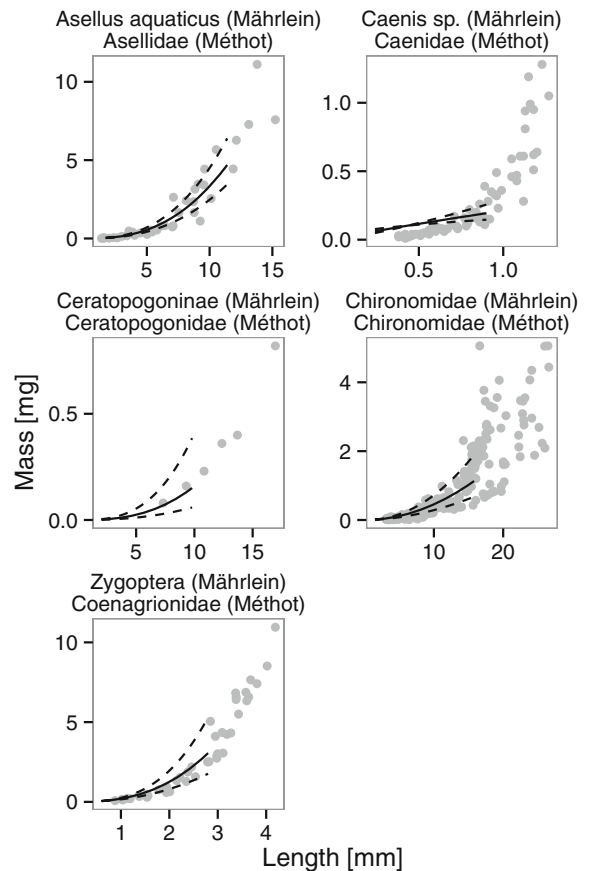 Asellus aquaticus (Mährlein)
Asellidae (Méthot)
10
5
0
5 10 15
Caenis sp. (Mährlein)
Caenidae (Méthot)
1.0
0.5
0.0
0.5 1.0
Ceratopogoninae (Mährlein)
Ceratopogonidae (Méthot)
0.5
0.0
5 10 15
Chironomidae (Mährlein)
Chironomidae (Méthot)
4
2
0
10 20
Zygoptera (Mährlein)
Coenagrionidae (Méthot)
10
5
0
1 2 3 4
Mass [mg]
Length [mm]